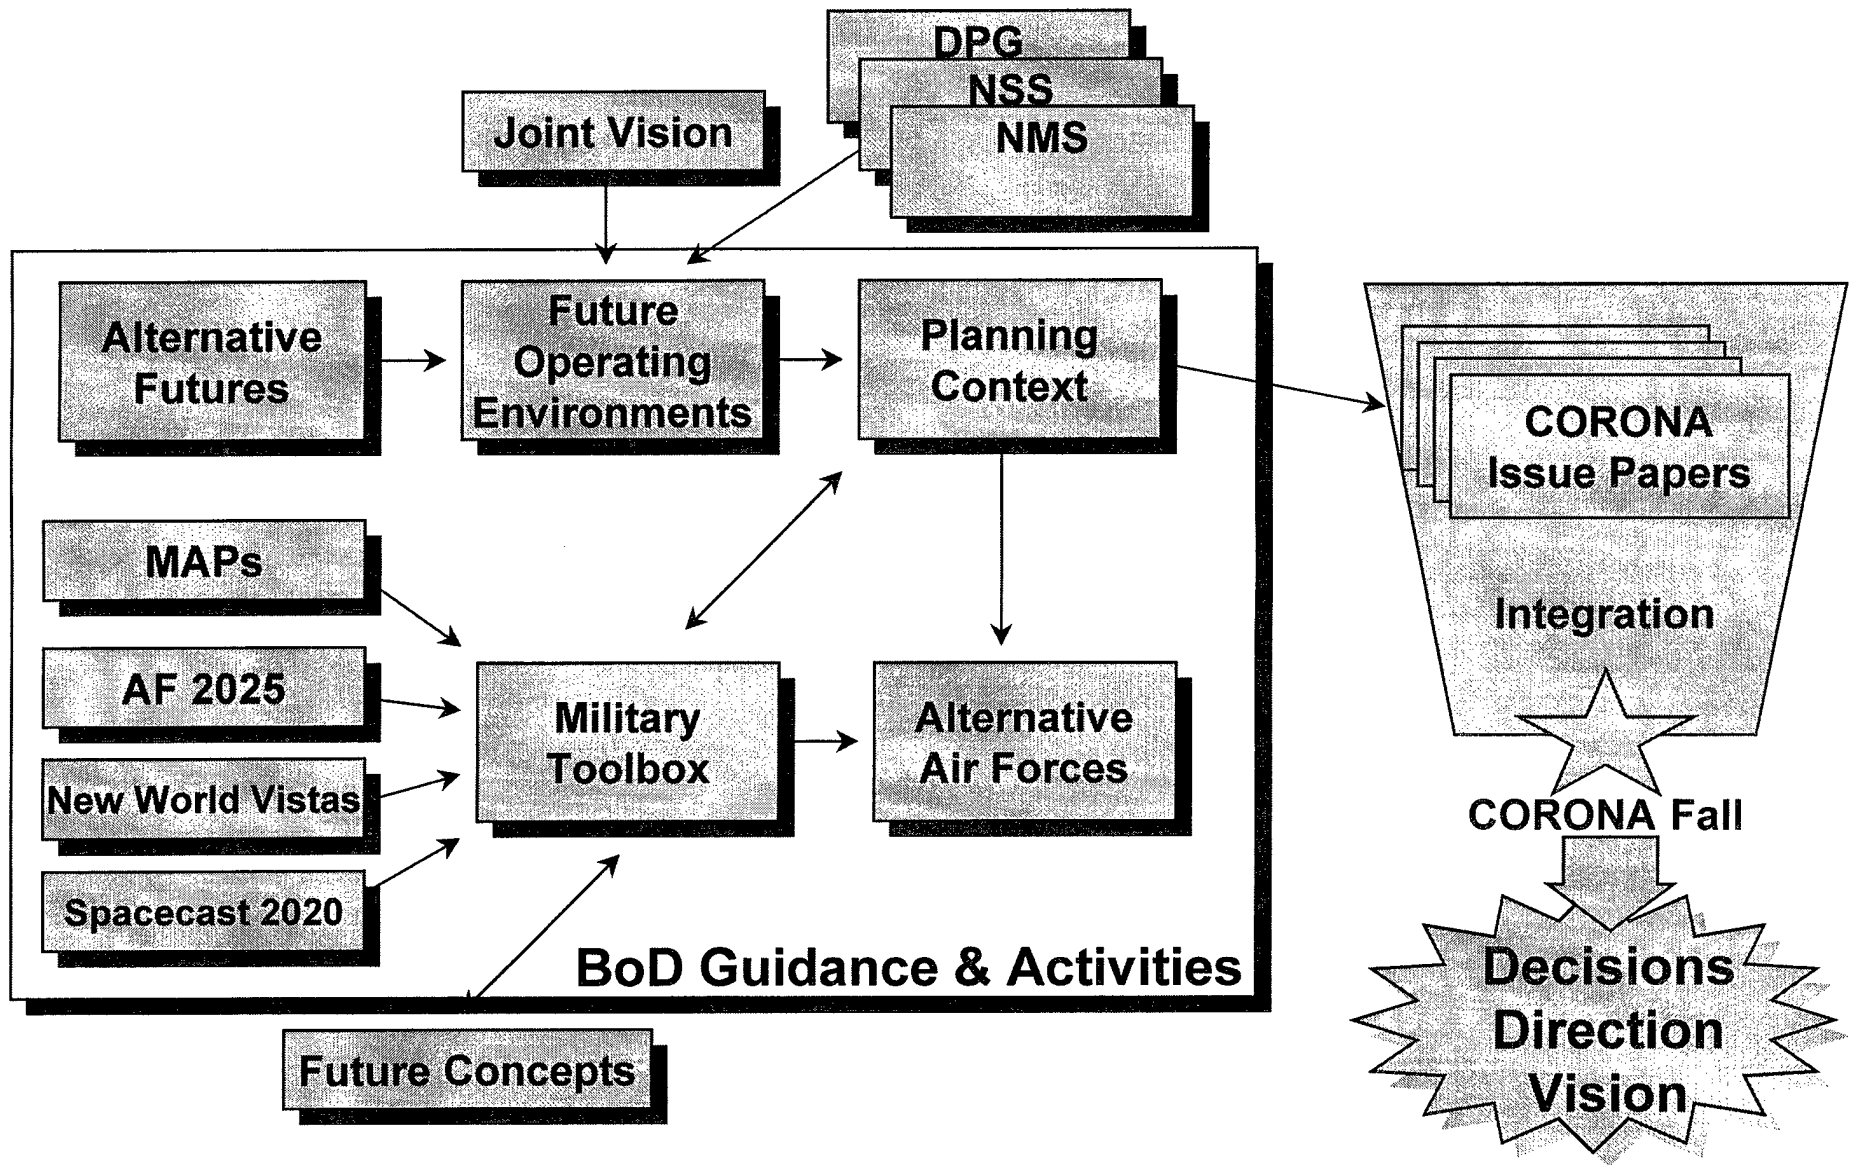 DPG
NSS
NMS
Joint Vision
Alternative
Futures
Future
Operating
Environments
Planning
Context
CORONA
Issue Papers
Integration
MAPs
AF 2025
New World Vistas
Spacecast 2020
Military
Toolbox
Alternative
Air Forces
CORONA Fall
BoD Guidance & Activities
Decisions
Direction
Vision
Future Concepts